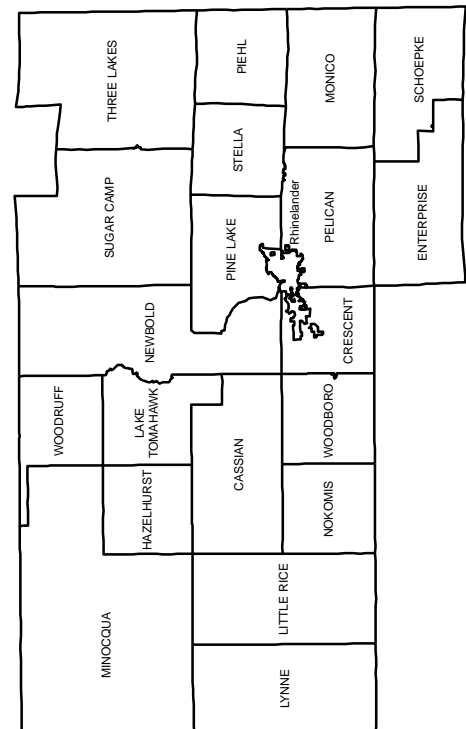 WOODRUFF
MINOCQUA
SUGAR CAMP
THREE LAKES
HAZELHURST
LAKE
TOMAHAWK
NEWBOLD
CASSIAN
PINE LAKE
STELLA
PIEHL
LYNNE
LITTLE RICE
Rhinelander
NOKOMIS
WOODBORO
CRESCENT
PELICAN
MONICO
ENTERPRISE
SCHOEPKE